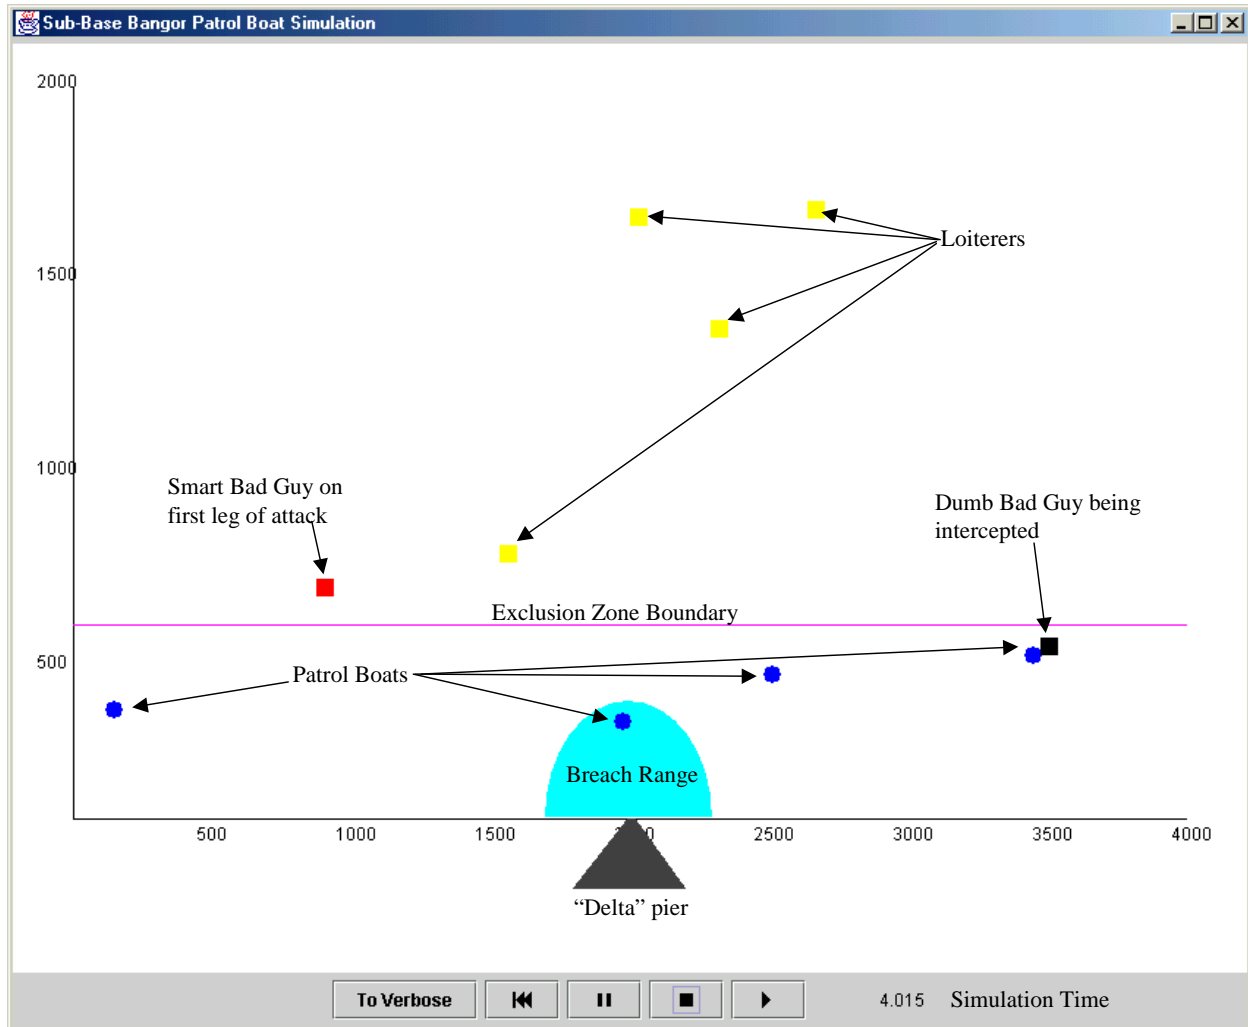 Sub-Base Bangor Patrol Boat Simulation
2000
Loiterers
1500
1000
Smart Bad Guy on
first leg of attack
Dumb Bad Guy being
intercepted
Exclusion Zone Boundary
500
Patrol Boats
Breach Range
500 1000 1500 2500 3000 3500 4000
“Delta” pier
To Verbose 4.015 Simulation Time